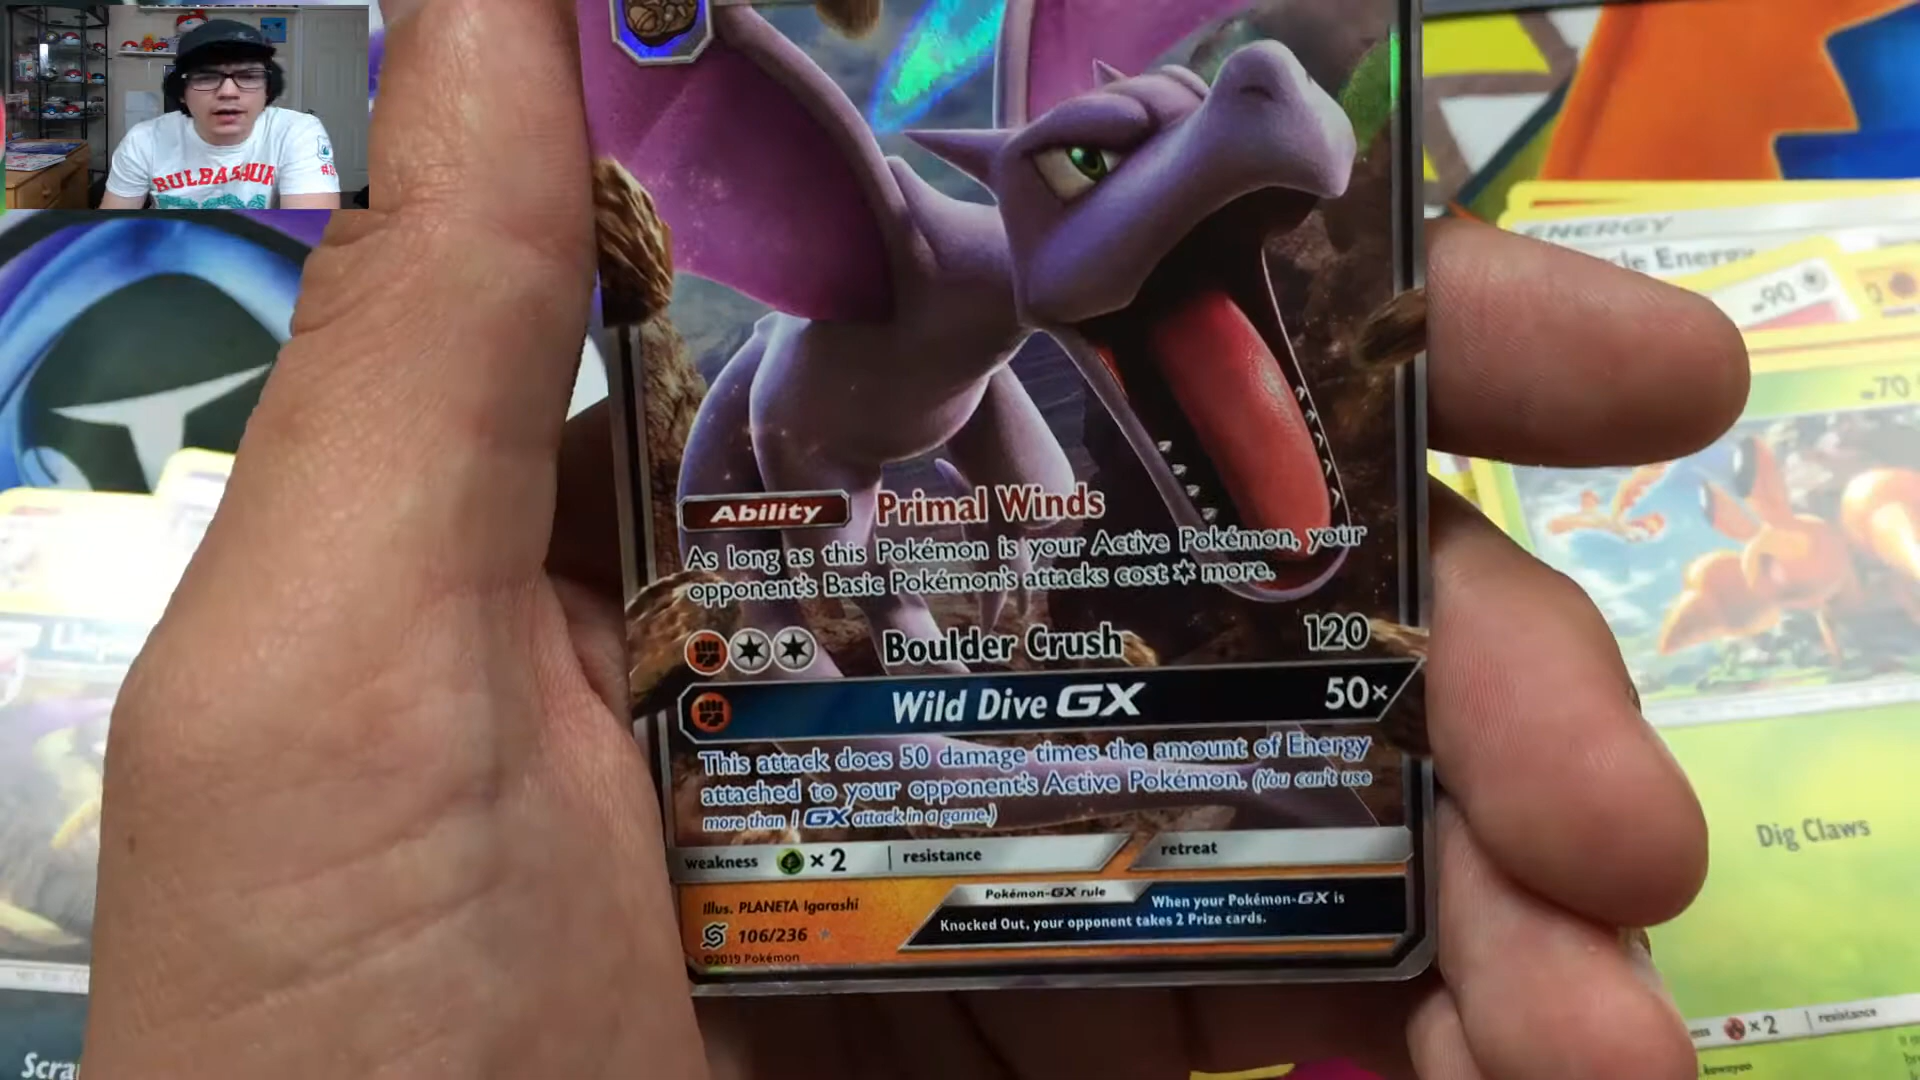 BULBASAUR
ENERGY
Energy
90
70
Ability Primal Winds
As long as this Pokémon is your Active Pokémon, your
opponent's Basic Pokémon's attacks cost more.
Boulder Crush 120
Wild Dive GX 50×
This attack does 50 damage times the amount of Energy
attached to your opponent's Active Pokémon. (You can't use
more than 1 GX attack in a game.)
weakness ×2 resistance retreat
Pokémon-GX rule
When your Pokémon-GX is
Knocked Out, your opponent takes 2 Prize cards.
Illus. PLANETA Igarashi
106/236
©2019 Pokémon
Dig Claws
×2 resistance